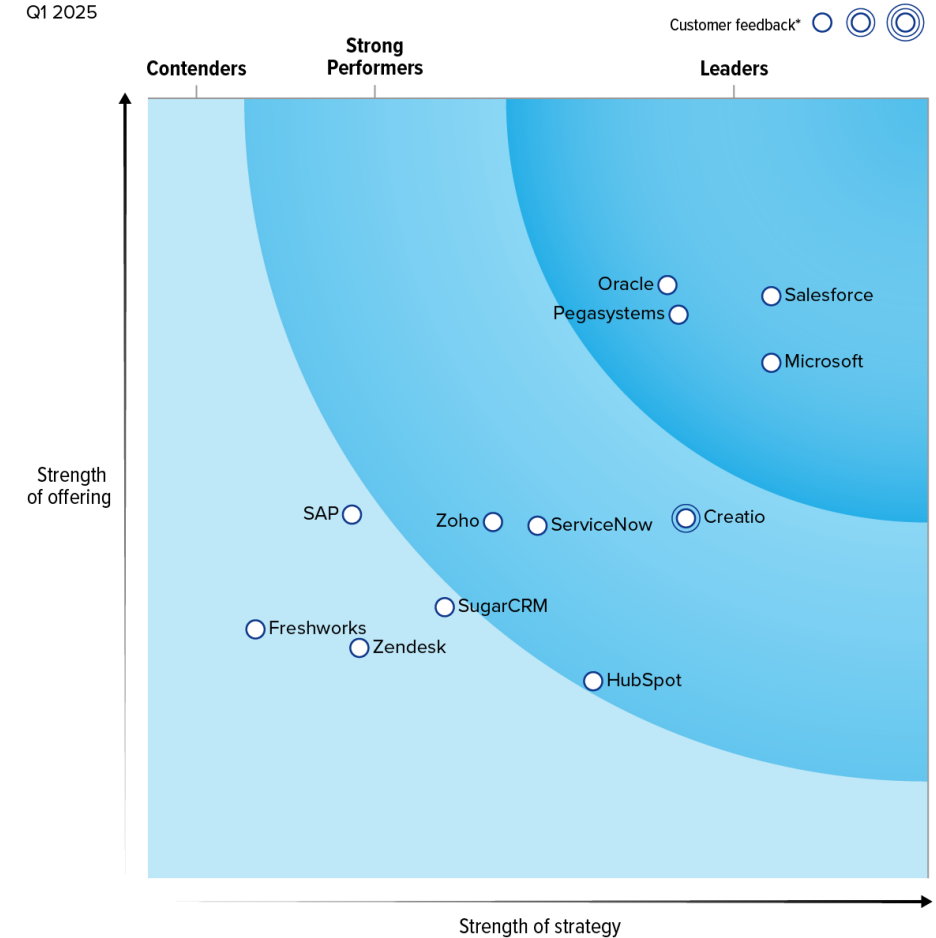 Q1 2025
Customer feedback*
Contenders
Strong
Performers
Leaders
Oracle
Salesforce
Pegasystems
Microsoft
Strength
of offering
SAP
Zoho
ServiceNow
Creatio
SugarCRM
Freshworks
Zendesk
HubSpot
Strength of strategy